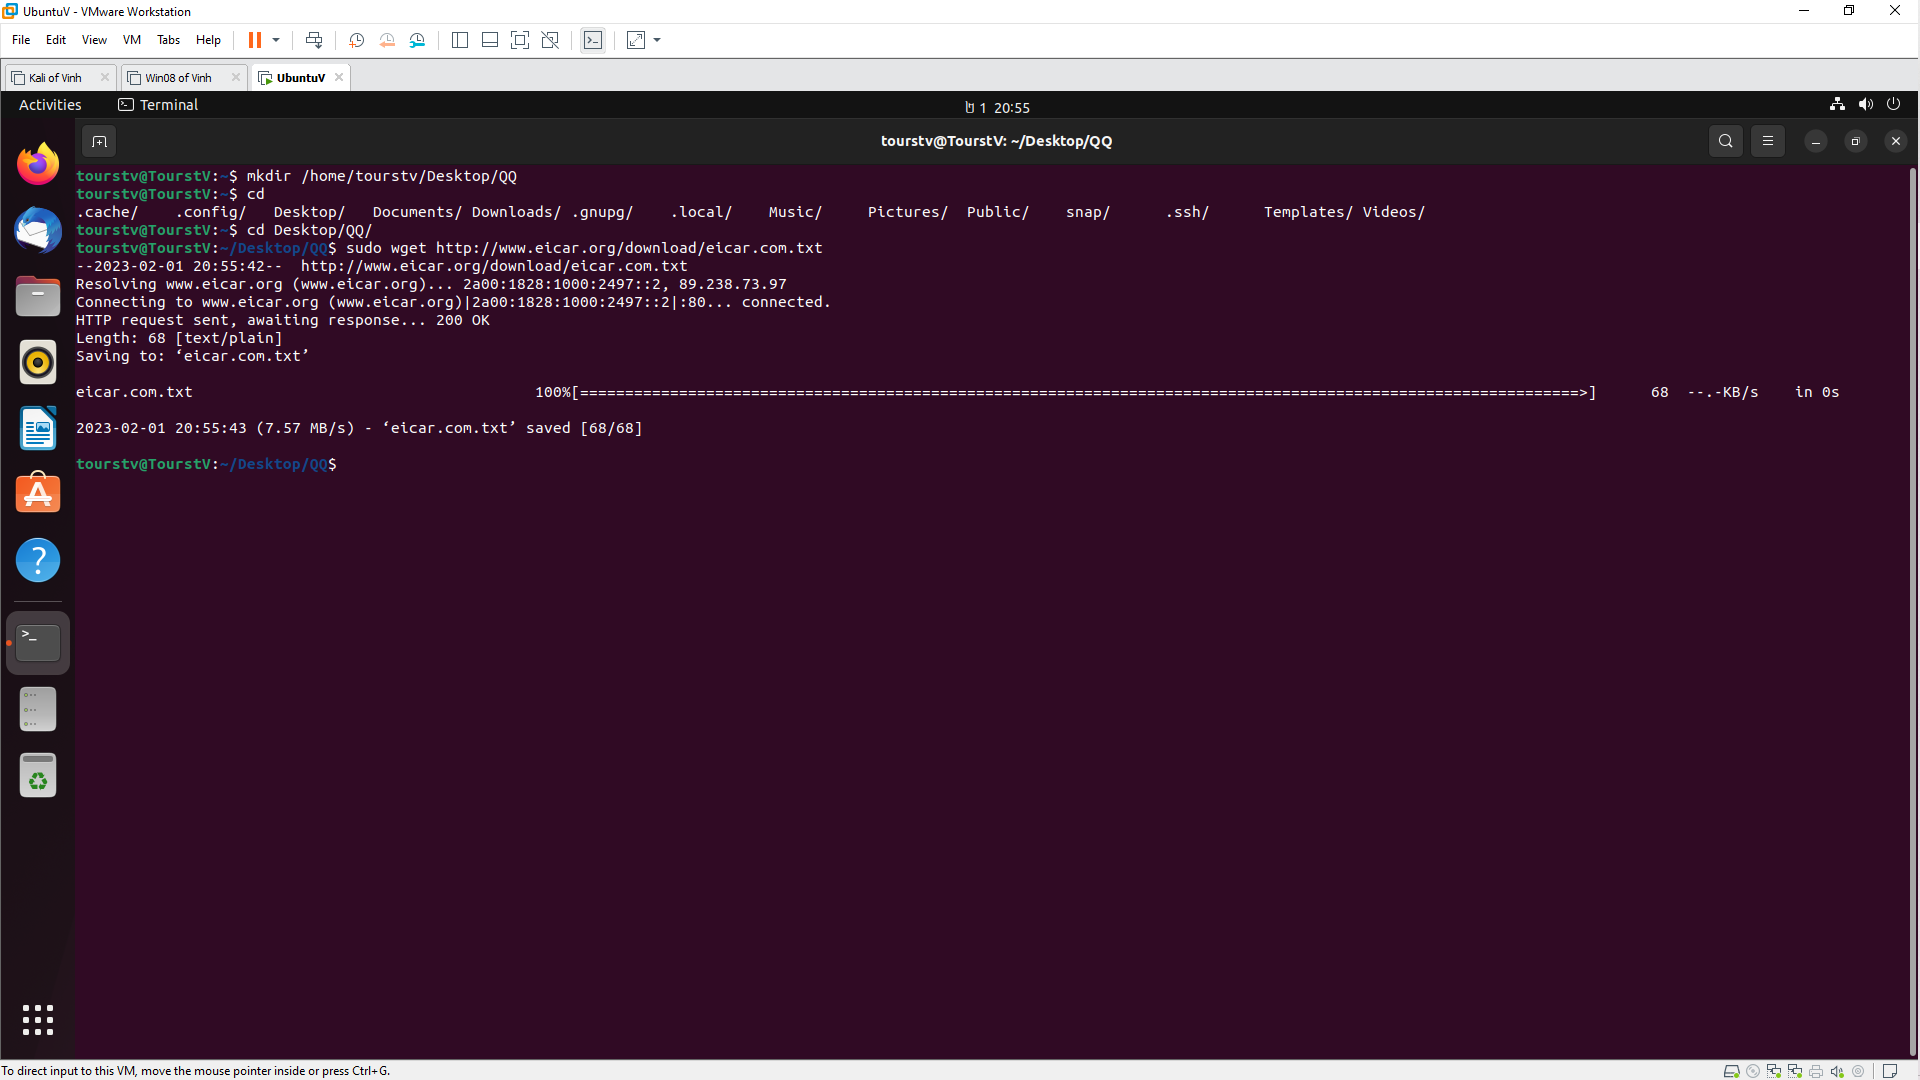 UbuntuV - VMware Workstation
File Edit View VM Tabs Help
Kali of Vinh Win08 of Vinh UbuntuV
Activities Terminal 1 20:55
tourstv@TourstV: ~/Desktop/QQ
tourstv@TourstV:~$ mkdir /home/tourstv/Desktop/QQ
tourstv@TourstV:~$ cd
.cache/ .config/ Desktop/ Documents/ Downloads/ .gnupg/ .local/ Music/ Pictures/ Public/ snap/ .ssh/ Templates/ Videos/
tourstv@TourstV:~$ cd Desktop/QQ/
tourstv@TourstV:~/Desktop/QQ$ sudo wget http://www.eicar.org/download/eicar.com.txt
--2023-02-01 20:55:42-- http://www.eicar.org/download/eicar.com.txt
Resolving www.eicar.org (www.eicar.org)... 2a00:1828:1000:2497::2, 89.238.73.97
Connecting to www.eicar.org (www.eicar.org)|2a00:1828:1000:2497::2|:80... connected.
HTTP request sent, awaiting response... 200 OK
Length: 68 [text/plain]
Saving to: ‘eicar.com.txt’
eicar.com.txt 100%[===============================================================================================================>] 68 --.-KB/s in 0s
2023-02-01 20:55:43 (7.57 MB/s) - ‘eicar.com.txt’ saved [68/68]
tourstv@TourstV:~/Desktop/QQ$
To direct input to this VM, move the mouse pointer inside or press Ctrl+G.